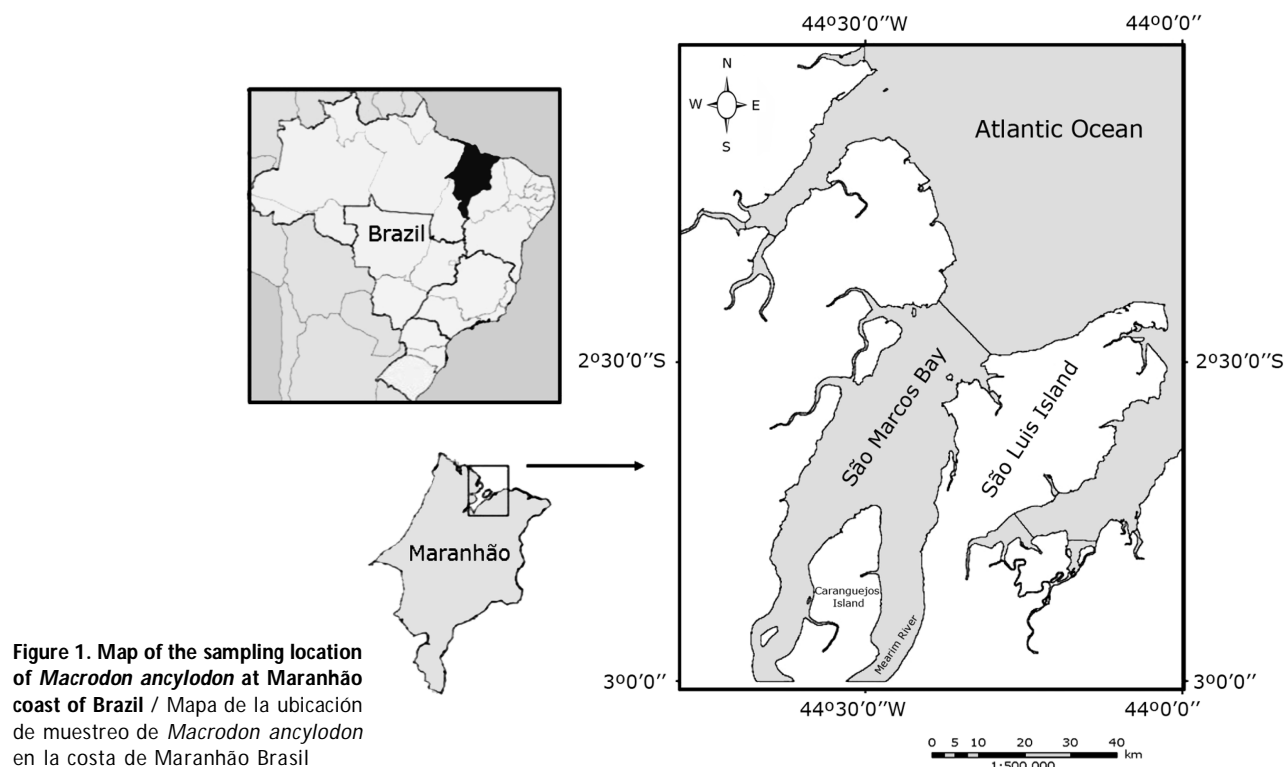 44º30'0''W
44º0'0''
N
W
E
S
Atlantic Ocean
Brazil
2º30'0''S
2º30'0''S
São Marcos Bay
São Luis Island
Maranhão
Caranguejos
Island
Mearim River
3º0'0''
3º0'0''S
44º30'0''W
44º0'0''
0 5 10 20 30 40 km
1:500.000
Figure 1. Map of the sampling location
of Macrodon ancylodon at Maranhão
coast of Brazil / Mapa de la ubicación
de muestreo de Macrodon ancylodon
en la costa de Maranhão Brasil